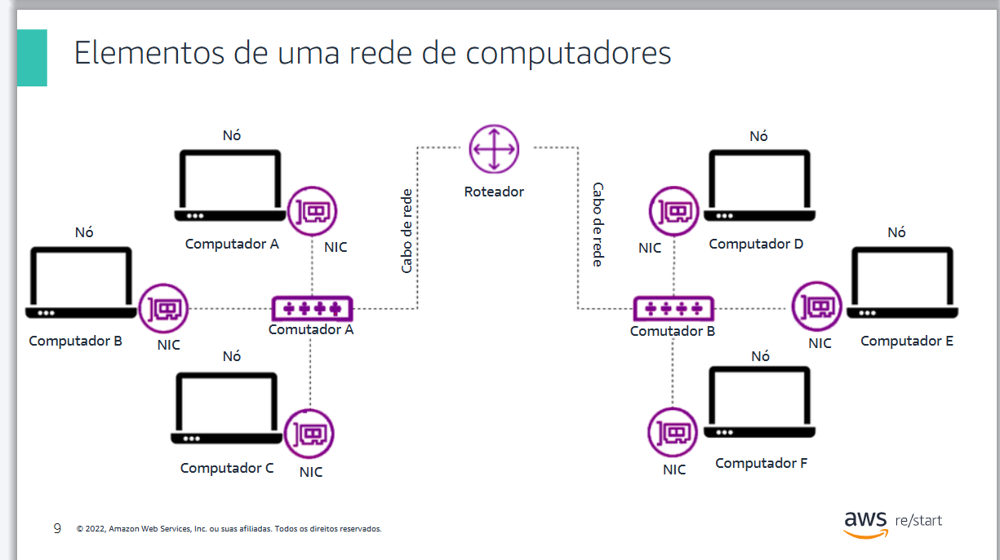 Elementos de uma rede de computadores
Nó
Computador A
NIC
Nó
Computador B
NIC
Comutador A
Nó
Computador C
NIC
Cabo de rede
Roteador
Cabo de rede
Nó
NIC
Computador D
Nó
NIC
Computador E
Comutador B
Nó
NIC
Computador F
9
© 2022, Amazon Web Services, Inc. ou suas afiliadas. Todos os direitos reservados.
aws re/start